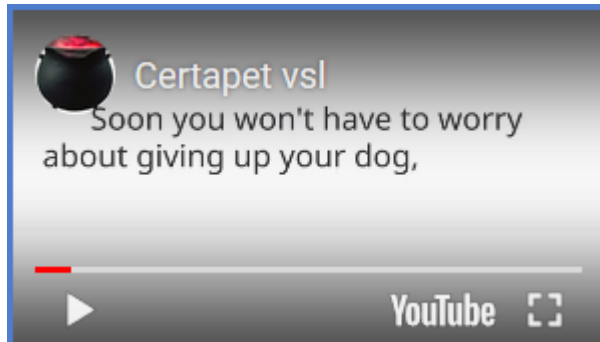 Certapet vsl
Soon you won't have to worry
about giving up your dog,
YouTube